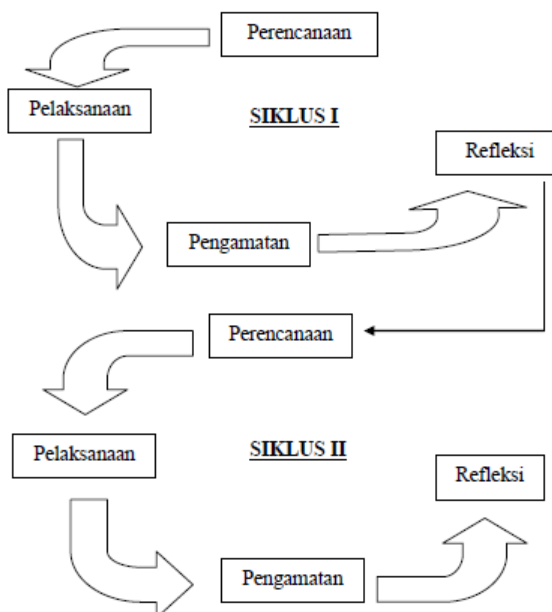 Perencanaan
Pelaksanaan
SIKLUS I
Refleksi
Pengamatan
Perencanaan
Pelaksanaan
SIKLUS II
Refleksi
Pengamatan